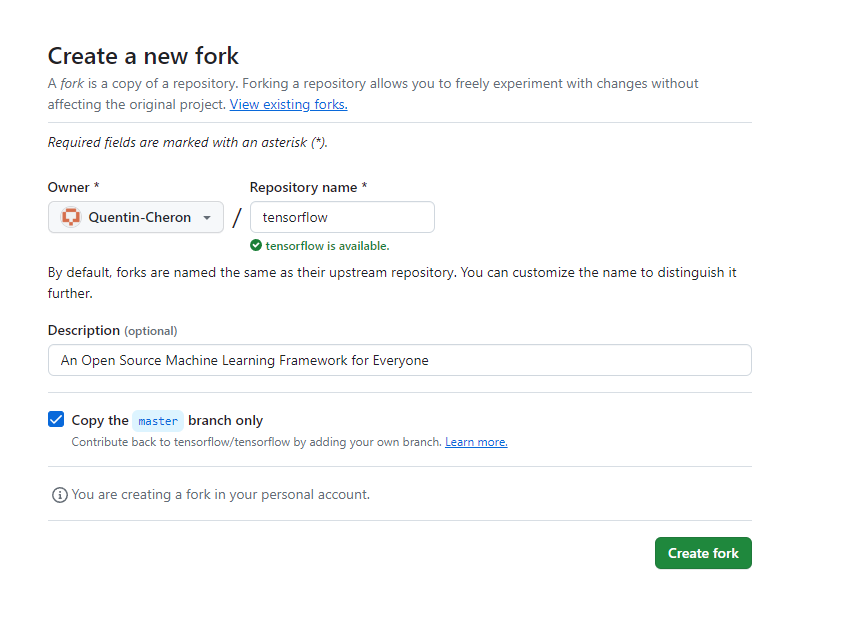 Create a new fork
A fork is a copy of a repository. Forking a repository allows you to freely experiment with changes without
affecting the original project. View existing forks.
Required fields are marked with an asterisk (*).
Owner *
Repository name *
Quentin-Cheron / tensorflow
tensorflow is available.
By default, forks are named the same as their upstream repository. You can customize the name to distinguish it
further.
Description (optional)
An Open Source Machine Learning Framework for Everyone
Copy the master branch only
Contribute back to tensorflow/tensorflow by adding your own branch. Learn more.
You are creating a fork in your personal account.
Create fork